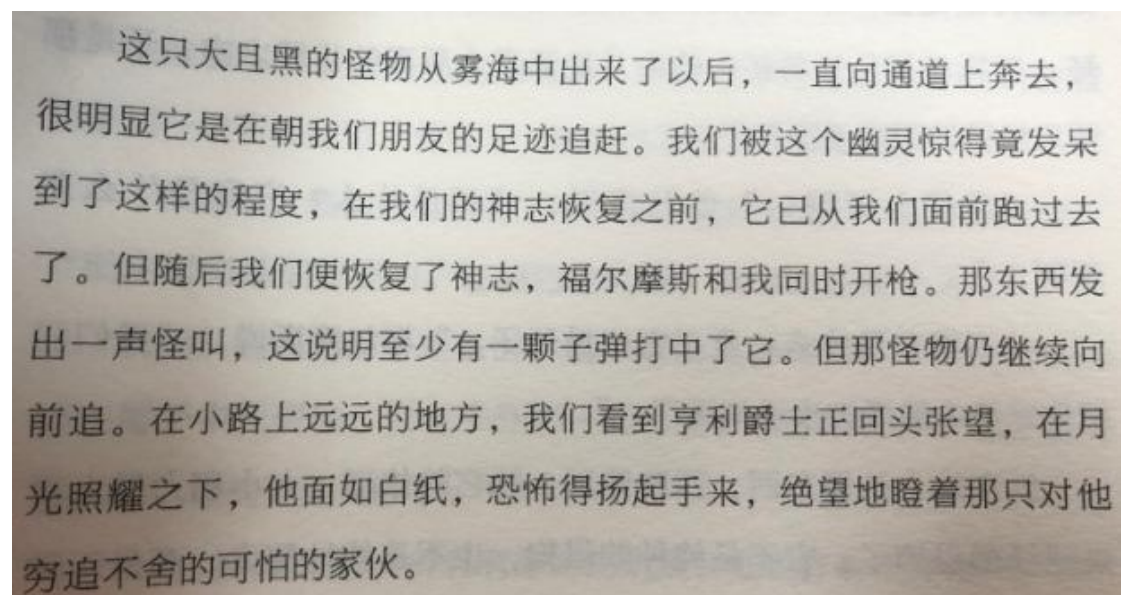 这只大且黑的怪物从雾海中出来了以后，一直向通道上奔去，
很明显它是在朝我们朋友的足迹追赶。我们被这个幽灵惊得竟发呆
到了这样的程度，在我们的神志恢复之前，它已从我们面前跑过去
了。但随后我们便恢复了神志，福尔摩斯和我同时开枪。那东西发
出一声怪叫，这说明至少有一颗子弹打中了它。但那怪物仍继续向
前追。在小路上远远的地方，我们看到亨利爵士正回头张望，在月
光照耀之下，他面如白纸，恐怖得扬起手来，绝望地瞪着那只对他
穷追不舍的可怕的家伙。